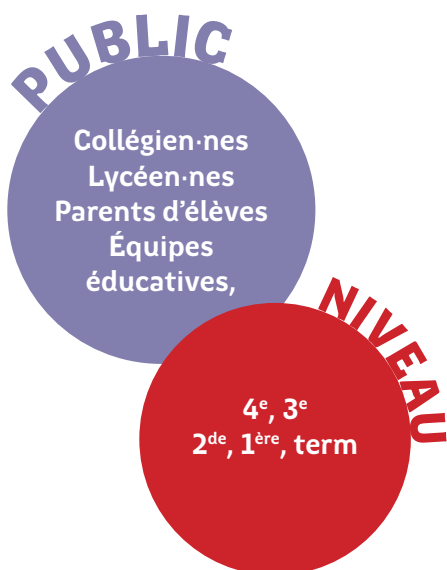 PUBLIC
Collégien·nes
Lycéen·nes
Parents d’élèves
Équipes
éducatives,
NIVEAU
4e, 3e
2de, 1ère, term